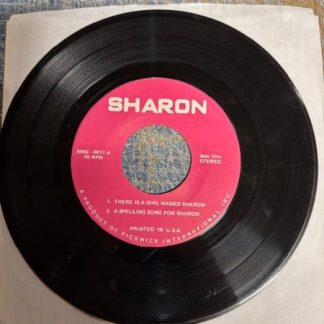 SHARON
NMG - 4611 A
45 RPM
Side One
STEREO
1. THERE IS A GIRL NAMED SHARON
2. A SPELLING SONG FOR SHARON
PRINTED IN U.S.A.
A PRODUCT OF PICKWICK INTERNATIONAL INC.